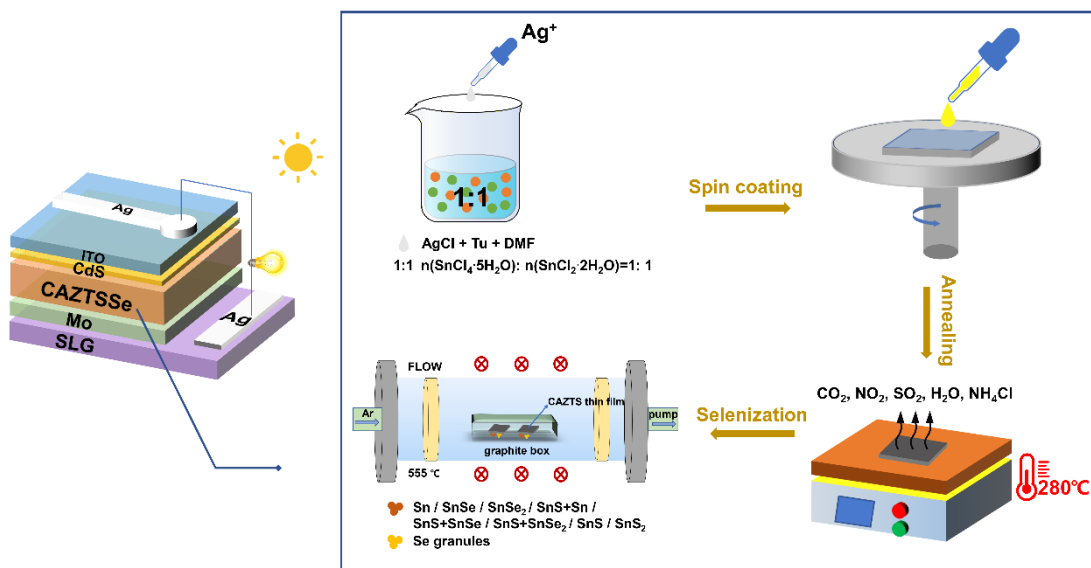 Ag
ITO
CdS
CAZTSSe
Mo
SLG
Ag
Ag⁺
1:1
AgCl + Tu + DMF
1:1 n(SnCl₄·5H₂O): n(SnCl₂·2H₂O)=1: 1
Spin coating
Annealing
CO₂, NO₂, SO₂, H₂O, NH₄Cl
280℃
Selenization
FLOW
Ar
CAZTS thin film
pump
graphite box
555 ℃
Sn / SnSe / SnSe₂ / SnS+Sn /
/ SnS+SnSe / SnS+SnSe₂ / SnS / SnS₂
Se granules